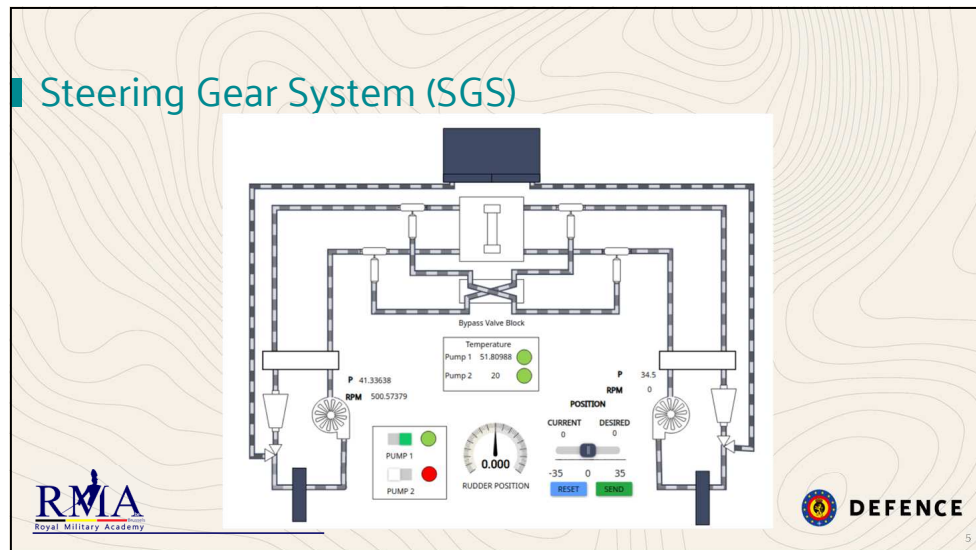 Steering Gear System (SGS)
Bypass Valve Block
Temperature
Pump 1 51.80988
Pump 2 20
P 41.33638
RPM 500.57379
P 34.5
RPM 0
POSITION
CURRENT DESIRED
0 0
-35 0 35
RESET SEND
PUMP 1
PUMP 2
0.000
RUDDER POSITION
RMA
Brussels
Royal Military Academy
DEFENCE
5